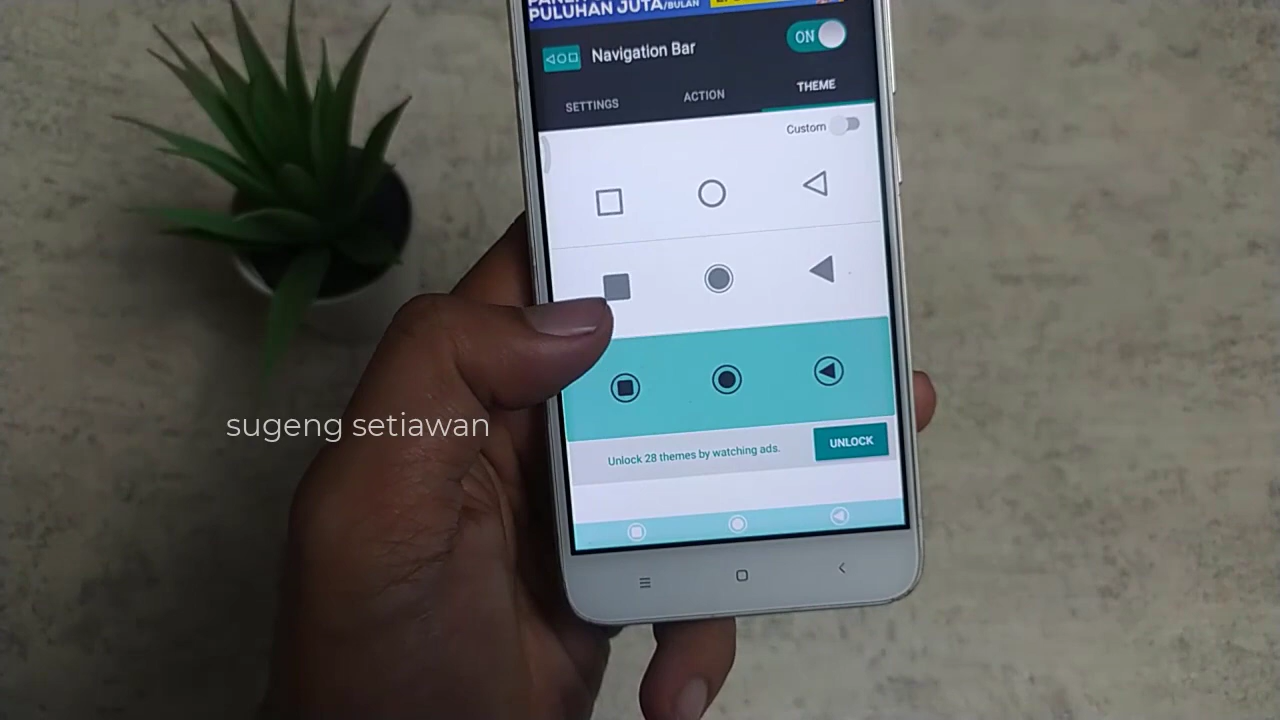 PULUHAN JUTA/BULAN
Navigation Bar
ON
SETTINGS
ACTION
THEME
Custom
sugeng setiawan
Unlock 28 themes by watching ads.
UNLOCK